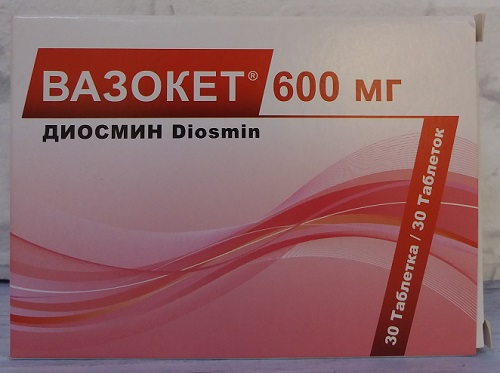 ВАЗОКЕТ® 600 мг
ДИОСМИН Diosmin
30 Таблетка / 30 Таблеток